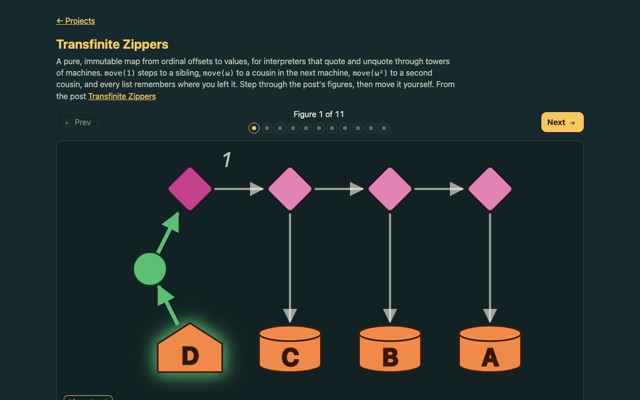 ← Projects
Transfinite Zippers
A pure, immutable map from ordinal offsets to values, for interpreters that quote and unquote through towers
of machines. move(1) steps to a sibling, move(ω) to a cousin in the next machine, move(ω²) to a second
cousin, and every list remembers where you left it. Step through the post's figures, then move it yourself. From
the post Transfinite Zippers
← Prev
Figure 1 of 11
Next →
1
D
C
B
A